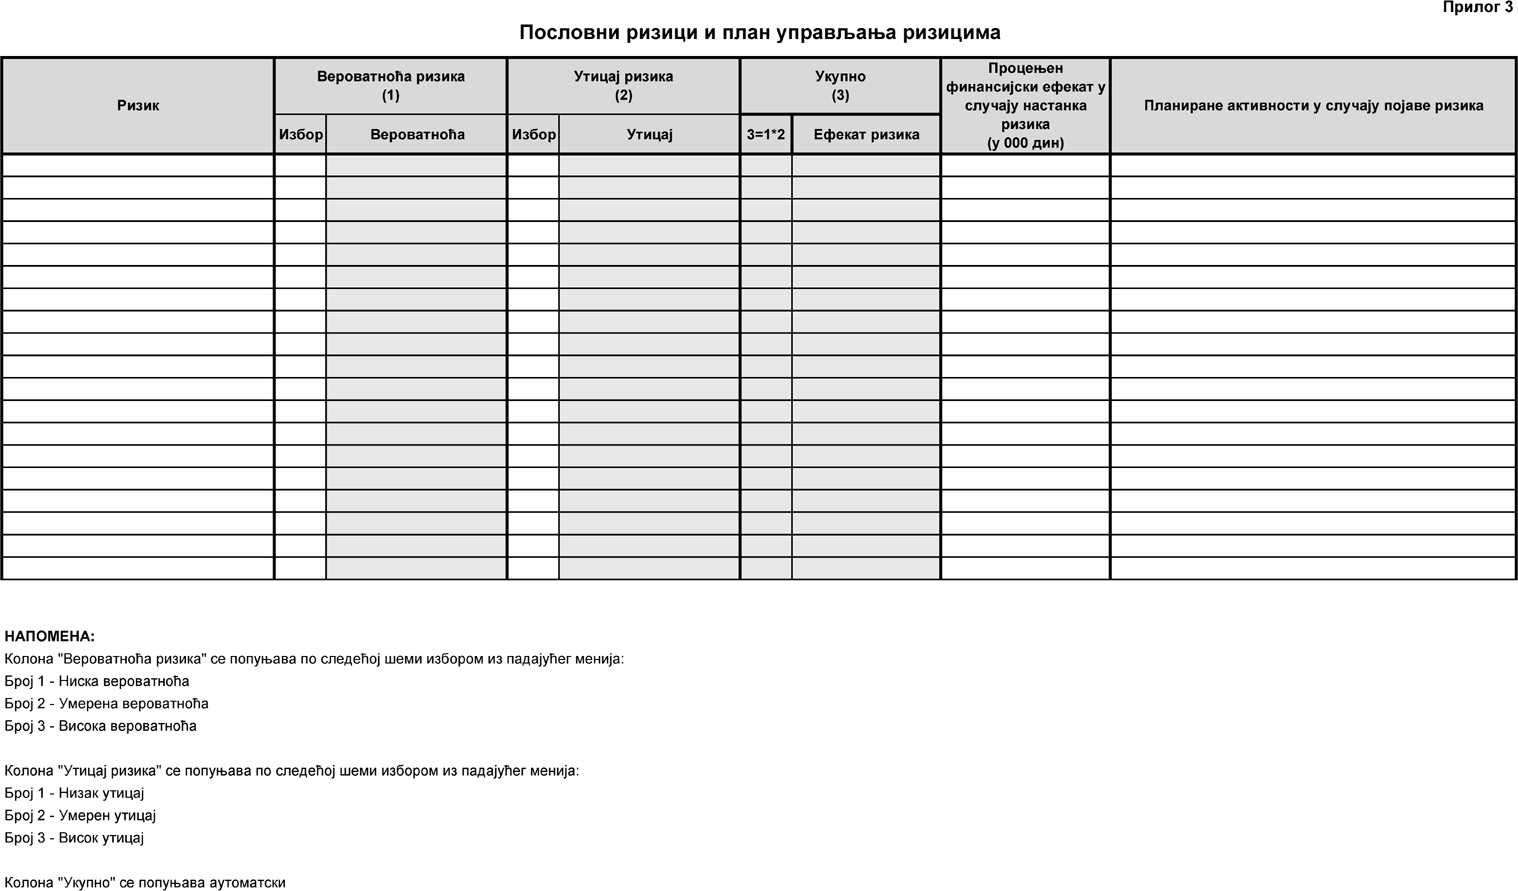 Прилог 3
Пословни ризици и план управљања ризицима
Ризик
Вероватноћа ризика
(1)
Утицај ризика
(2)
Укупно
(3)
Процењен
финансијски ефекат у
случају настанка
ризика
(у 000 дин)
Планиране активности у случају појаве ризика
Избор
Вероватноћа
Избор
Утицај
3=1*2
Ефекат ризика
НАПОМЕНА:
Колона "Вероватноћа ризика" се попуњава по следећој шеми избором из падајућег менија:
Број 1 - Ниска вероватноћа
Број 2 - Умерена вероватноћа
Број 3 - Висока вероватноћа
Колона "Утицај ризика" се попуњава по следећој шеми избором из падајућег менија:
Број 1 - Низак утицај
Број 2 - Умерен утицај
Број 3 - Висок утицај
Колона "Укупно" се попуњава аутоматски